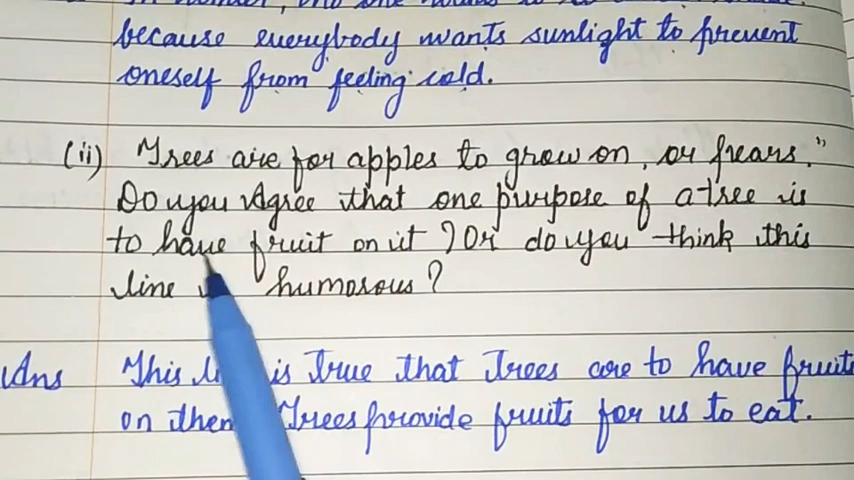 because everybody wants sunlight to prevent
oneself from feeling cold.
(ii) Trees are for apples to grow on, or prears."
Do you Agree that one purpose of a tree is
to have fruit on it ? Or do you think this
line humorous ?
Ans This is true that Trees are to have fruits
on them Trees provide fruits for us to eat.